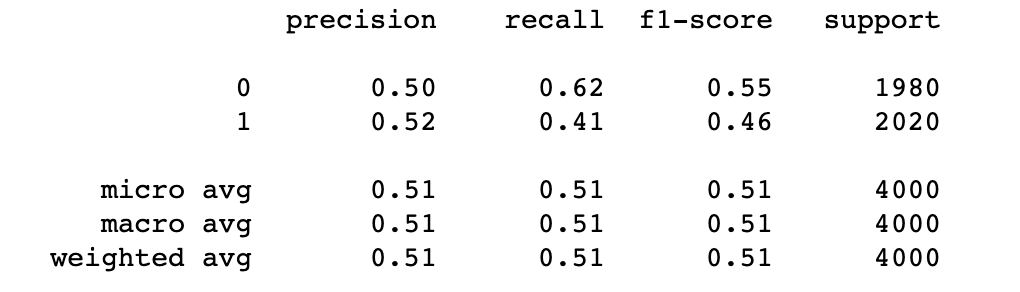 precision recall f1-score support
0 0.50 0.62 0.55 1980
1 0.52 0.41 0.46 2020
micro avg 0.51 0.51 0.51 4000
macro avg 0.51 0.51 0.51 4000
weighted avg 0.51 0.51 0.51 4000